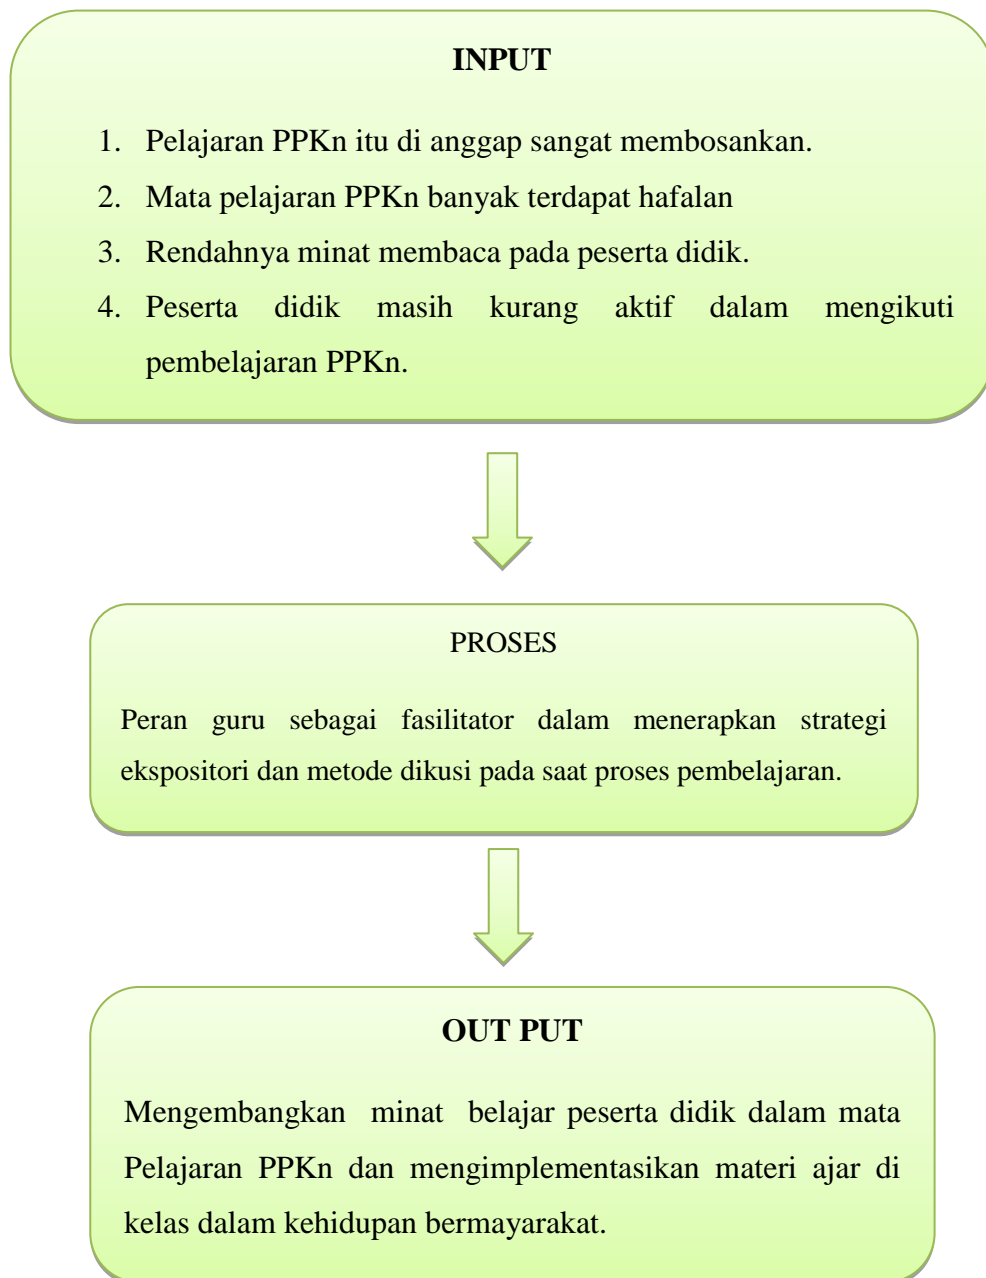 INPUT
1. Pelajaran PPKn itu di anggap sangat membosankan.
2. Mata pelajaran PPKn banyak terdapat hafalan
3. Rendahnya minat membaca pada peserta didik.
4. Peserta didik masih kurang aktif dalam mengikuti
pembelajaran PPKn.
PROSES
Peran guru sebagai fasilitator dalam menerapkan strategi
ekspositori dan metode dikusi pada saat proses pembelajaran.
OUT PUT
Mengembangkan minat belajar peserta didik dalam mata
Pelajaran PPKn dan mengimplementasikan materi ajar di
kelas dalam kehidupan bermayarakat.